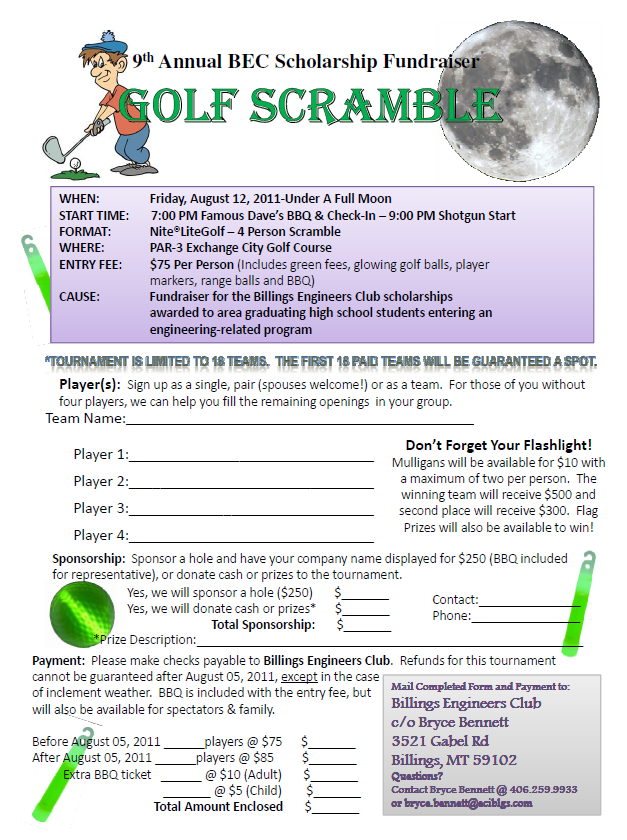 9th Annual BEC Scholarship Fundraiser
GOLF SCRAMBLE
WHEN: Friday, August 12, 2011-Under A Full Moon
START TIME: 7:00 PM Famous Dave's BBQ & Check-In – 9:00 PM Shotgun Start
FORMAT: Nite®LiteGolf – 4 Person Scramble
WHERE: PAR-3 Exchange City Golf Course
ENTRY FEE: $75 Per Person (Includes green fees, glowing golf balls, player
markers, range balls and BBQ)
CAUSE: Fundraiser for the Billings Engineers Club scholarships
awarded to area graduating high school students entering an
engineering-related program
*TOURNAMENT IS LIMITED TO 18 TEAMS. THE FIRST 18 PAID TEAMS WILL BE GUARANTEED A SPOT.
Player(s): Sign up as a single, pair (spouses welcome!) or as a team. For those of you without
four players, we can help you fill the remaining openings in your group.
Team Name:
Player 1:
Player 2:
Player 3:
Player 4:
Don't Forget Your Flashlight!
Mulligans will be available for $10 with
a maximum of two per person. The
winning team will receive $500 and
second place will receive $300. Flag
Prizes will also be available to win!
Sponsorship: Sponsor a hole and have your company name displayed for $250 (BBQ included
for representative), or donate cash or prizes to the tournament.
Yes, we will sponsor a hole ($250) $
Yes, we will donate cash or prizes* $
Total Sponsorship: $
Contact:
Phone:
*Prize Description:
Payment: Please make checks payable to Billings Engineers Club. Refunds for this tournament
cannot be guaranteed after August 05, 2011, except in the case
of inclement weather. BBQ is included with the entry fee, but
will also be available for spectators & family.
Before August 05, 2011 ______players @ $75 $
After August 05, 2011 ______players @ $85 $
Extra BBQ ticket ______ @ $10 (Adult) $
______ @ $5 (Child) $
Total Amount Enclosed $
Mail Completed Form and Payment to:
Billings Engineers Club
c/o Bryce Bennett
3521 Gabel Rd
Billings, MT 59102
Questions?
Contact Bryce Bennett @ 406.259.9933
or bryce.bennett@aciblgs.com